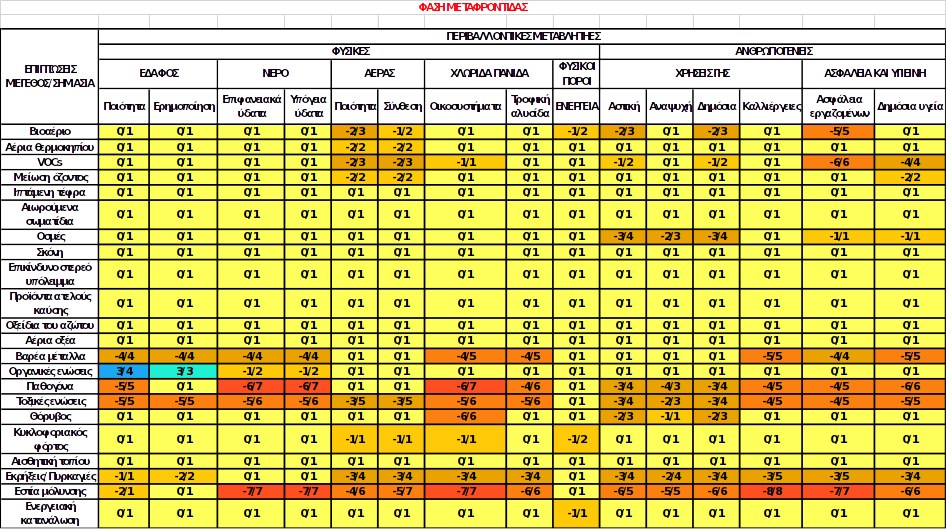 ΦΑΣΗ ΜΕΤΑΦΡΟΝΤΙΔΑΣ
ΕΠΙΠΤΩΣΕΙΣ ΜΕΓΕΘΟΣ/ ΣΗΜΑΣΙΑ ΠΕΡΙΒΑΛΛΟΝΤΙΚΕΣ ΜΕΤΑΒΛΗΤΗΕΣ
ΦΥΣΙΚΕΣ ΑΝΘΡΩΠΟΓΕΝΕΙΣ
ΕΔΑΦΟΣ ΝΕΡΟ ΑΕΡΑΣ ΧΛΩΡΙΔΑ ΠΑΝΙΔΑ ΦΥΣΙΚΟΙ ΠΟΡΟΙ ΧΡΗΣΕΙΣ ΓΗΣ ΑΣΦΑΛΕΙΑ ΚΑΙ ΥΓΕΙΝΗ
Ποιότητα Ερημοποίηση Επιφανειακά ύδατα Υπόγεια ύδατα Ποιότητα Σύνθεση Οικοσυστήματα Τροφική αλυσίδα ΕΝΕΡΓΕΙΑ Αστική Αναψυχή Δημόσια Καλλιέργειες Ασφάλεια εργαζομένων Δημόσια υγεία
Βιοαέριο 0/1 0/1 0/1 0/1 -2/3 -1/2 0/1 0/1 -1/2 -2/3 0/1 -2/3 0/1 -5/5 0/1
Αέρια θερμοκηπίου 0/1 0/1 0/1 0/1 -2/2 -2/2 0/1 0/1 0/1 0/1 0/1 0/1 0/1 0/1 0/1
VOCs 0/1 0/1 0/1 0/1 -2/3 -2/3 -1/1 0/1 0/1 -1/2 0/1 -1/2 0/1 -6/6 -4/4
Μείωση όζοντος 0/1 0/1 0/1 0/1 -2/2 -2/2 0/1 0/1 0/1 0/1 0/1 0/1 0/1 0/1 -2/2
Ιπτάμενη τέφρα 0/1 0/1 0/1 0/1 0/1 0/1 0/1 0/1 0/1 0/1 0/1 0/1 0/1 0/1 0/1
Αιωρούμενα σωματίδια 0/1 0/1 0/1 0/1 0/1 0/1 0/1 0/1 0/1 0/1 0/1 0/1 0/1 0/1 0/1
Οσμές 0/1 0/1 0/1 0/1 0/1 0/1 0/1 0/1 0/1 -3/4 -2/3 -3/4 0/1 -1/1 -1/1
Σκόνη 0/1 0/1 0/1 0/1 0/1 0/1 0/1 0/1 0/1 0/1 0/1 0/1 0/1 0/1 0/1
Επικίνδυνο στερεό υπόλειμμα 0/1 0/1 0/1 0/1 0/1 0/1 0/1 0/1 0/1 0/1 0/1 0/1 0/1 0/1 0/1
Προϊόντα ατελούς καύσης 0/1 0/1 0/1 0/1 0/1 0/1 0/1 0/1 0/1 0/1 0/1 0/1 0/1 0/1 0/1
Οξείδια του αζώτου 0/1 0/1 0/1 0/1 0/1 0/1 0/1 0/1 0/1 0/1 0/1 0/1 0/1 0/1 0/1
Αέρια οξέα 0/1 0/1 0/1 0/1 0/1 0/1 0/1 0/1 0/1 0/1 0/1 0/1 0/1 0/1 0/1
Βαρέα μέταλλα -4/4 -4/4 -4/4 -4/4 0/1 0/1 -4/5 -4/5 0/1 0/1 0/1 0/1 -5/5 -4/4 -5/5
Οργανικές ενώσεις 3/4 3/3 -1/2 -1/2 0/1 0/1 0/1 0/1 0/1 0/1 0/1 0/1 0/1 0/1 0/1
Παθογόνα -5/5 0/1 -6/7 -6/7 0/1 0/1 -6/7 -4/6 0/1 -3/4 -4/3 -3/4 -4/5 -4/5 -6/6
Τοξικές ενώσεις -5/5 -5/5 -5/6 -5/6 -3/5 -3/5 -5/6 -5/6 0/1 -3/4 -2/3 -3/4 -4/5 -4/5 -5/5
Θόρυβος 0/1 0/1 0/1 0/1 0/1 0/1 -6/6 0/1 0/1 -2/3 -1/1 -2/3 0/1 0/1 0/1
Κυκλοφοριακός φόρτος 0/1 0/1 0/1 0/1 -1/1 -1/1 -1/1 0/1 -1/2 0/1 0/1 0/1 0/1 0/1 0/1
Αισθητική τοπίου 0/1 0/1 0/1 0/1 0/1 0/1 0/1 0/1 0/1 0/1 0/1 0/1 0/1 0/1 0/1
Εκρήξεις/ Πυρκαγιές -1/1 -2/2 0/1 0/1 -3/4 -3/4 -3/4 -3/4 0/1 -3/4 -2/4 -3/4 -3/5 -3/5 -3/4
Εστία μόλυνσης -2/1 0/1 -7/7 -7/7 -4/6 -5/7 -7/7 -6/6 0/1 -6/5 -5/5 -6/6 -8/8 -7/7 -6/6
Ενεργειακή κατανάλωση 0/1 0/1 0/1 0/1 0/1 0/1 0/1 0/1 -1/1 0/1 0/1 0/1 0/1 0/1 0/1